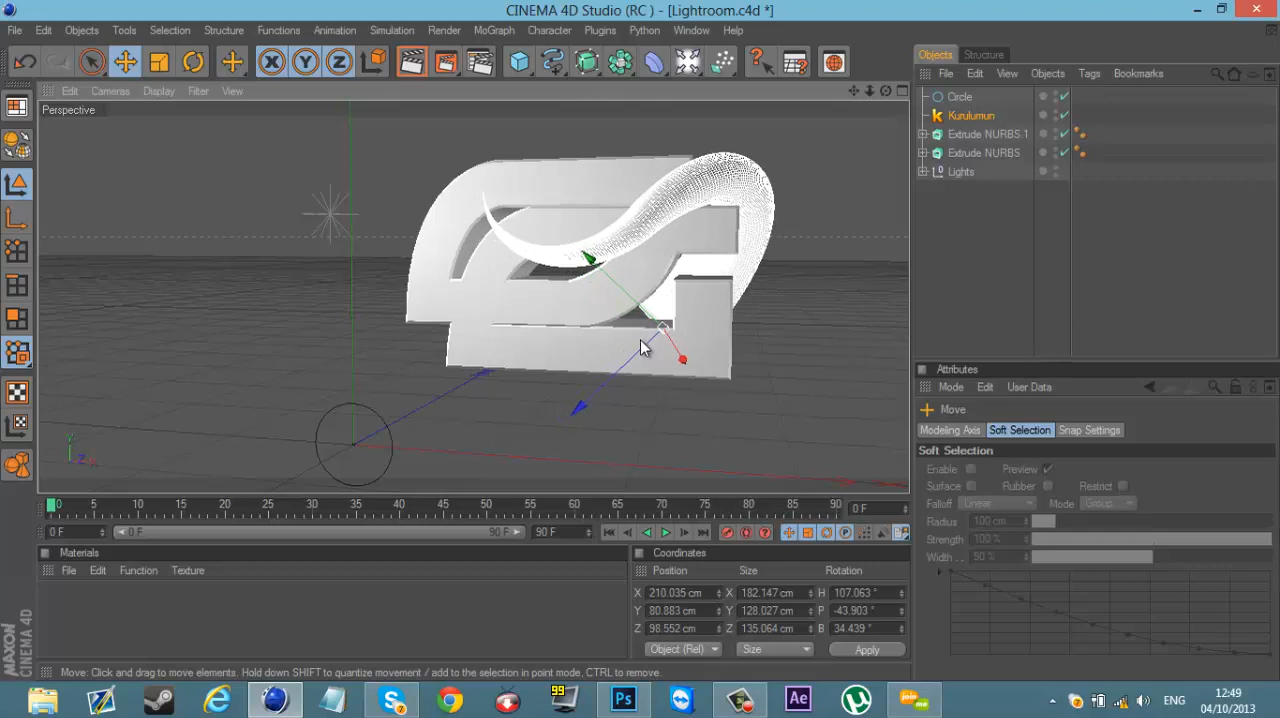 CINEMA 4D Studio (RC ) - [Lightroom.c4d *]
File Edit Objects Tools Selection Structure Functions Animation Simulation Render MoGraph Character Plugins Python Window Help
X Y Z
Objects Structure
File Edit View Objects Tags Bookmarks
Edit Cameras Display Filter View
Perspective
Circle
Kurulumun
Extrude NURBS 1
Extrude NURBS
Lights
Attributes
Mode Edit User Data
Move
Modeling Axis Soft Selection Snap Settings
Soft Selection
Enable Preview
Surface Rubber Restrict
Falloff Linear Mode Group
Radius 100 cm
Strength 100 %
Width . . 50 %
Y
Z X
0 5 10 15 20 25 30 35 40 45 50 55 60 65 70 75 80 85 90 0 F
0 F 0 F 90 F 90 F
Materials
File Edit Function Texture
Coordinates
Position Size Rotation
X 210.035 cm X 182.147 cm H 107.063 °
Y 80.883 cm Y 128.027 cm P -43.903 °
Z 98.552 cm Z 135.064 cm B 34.439 °
Object (Rel) Size Apply
MAXON
CINEMA 4D
Move: Click and drag to move elements. Hold down SHIFT to quantize movement / add to the selection in point mode, CTRL to remove.
99
Ps
Ae
join.me
ENG
12:49
04/10/2013